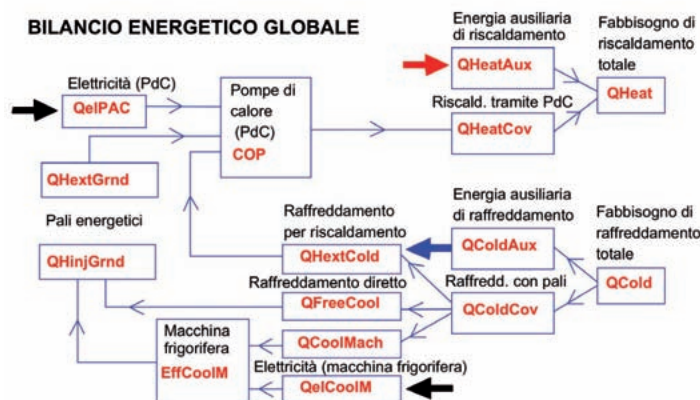 BILANCIO ENERGETICO GLOBALE
Energia ausiliaria
di riscaldamento
Fabbisogno di
riscaldamento
totale
QHeatAux
QHeat
Elettricità (PdC)
QelPAC
Pompe di
calore
(PdC)
COP
Riscald. tramite PdC
QHeatCov
QHextGrnd
Pali energetici
QHinjGrnd
Raffreddamento
per riscaldamento
QHextCold
Energia ausiliaria
di raffreddamento
QColdAux
Fabbisogno di
raffreddamento
totale
QCold
Raffreddamento diretto
QFreeCool
Raffredd. con pali
QColdCov
Macchina
frigorifera
EffCoolM
QCoolMach
Elettricità (macchina frigorifera)
QelCoolM